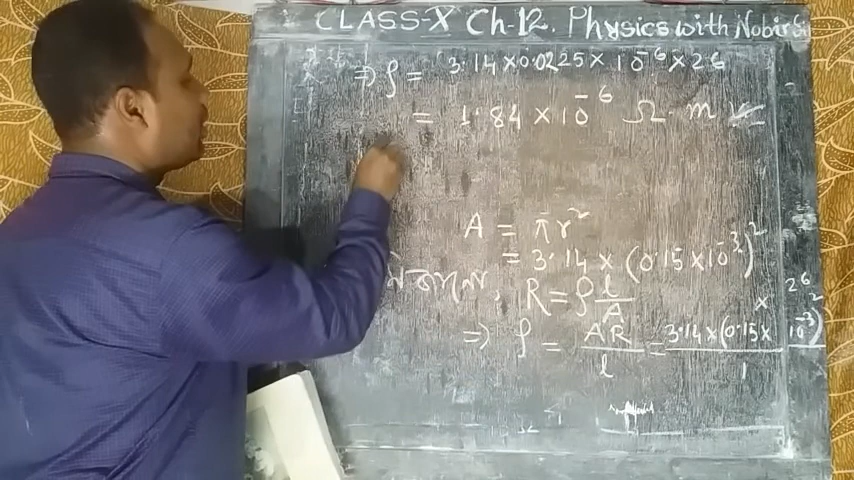 CLASS-X Ch-12. Physics with Nobir
⇒ ρ = 3.14×0.0225×10⁻⁶×26
= 1.84×10⁻⁶ Ω.m
A = πr²
= 3.14×(0.15×10⁻³)²
R = ρ l/A
⇒ ρ = AR/l = 3.14×(0.15×10⁻³)²×26/1